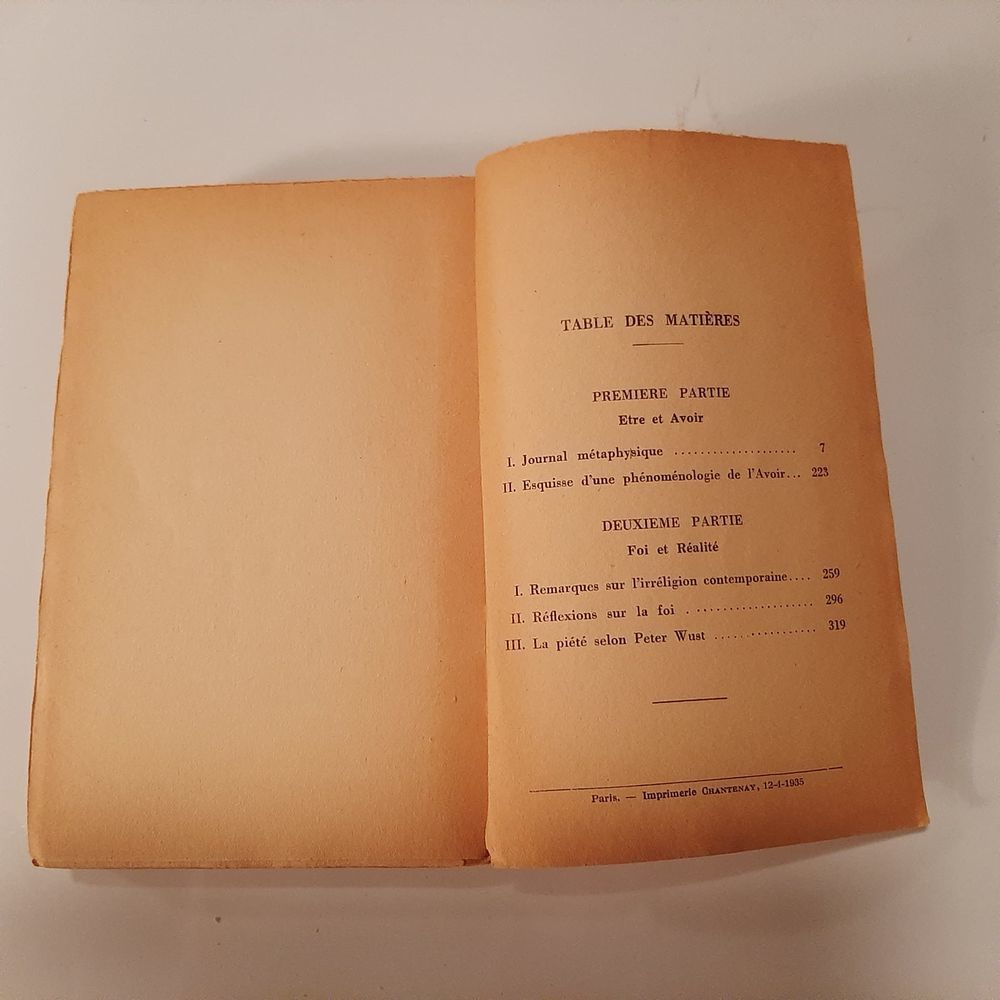 TABLE DES MATIÈRES
PREMIERE PARTIE
Etre et Avoir
I. Journal métaphysique .................... 7
II. Esquisse d'une phénoménologie de l'Avoir... 223
DEUXIEME PARTIE
Foi et Réalité
I. Remarques sur l'irréligion contemporaine.... 259
II. Réflexions sur la foi . ................... 296
III. La piété selon Peter Wust ................. 319
Paris. — Imprimerie CHANTENAY, 12-4-1935